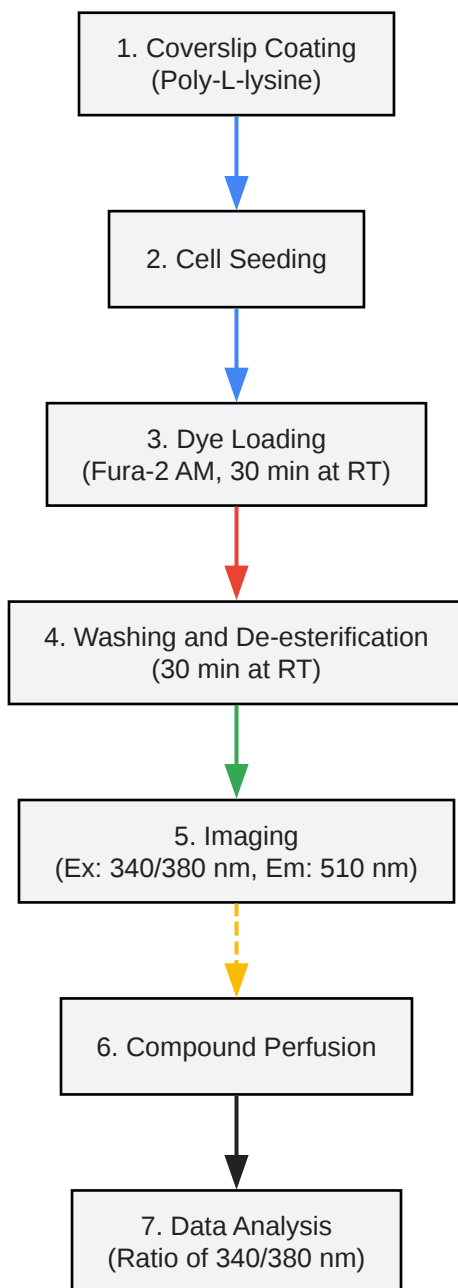 1. Coverslip Coating
(Poly-L-lysine)
2. Cell Seeding
3. Dye Loading
(Fura-2 AM, 30 min at RT)
4. Washing and De-esterification
(30 min at RT)
5. Imaging
(Ex: 340/380 nm, Em: 510 nm)
6. Compound Perfusion
7. Data Analysis
(Ratio of 340/380 nm)